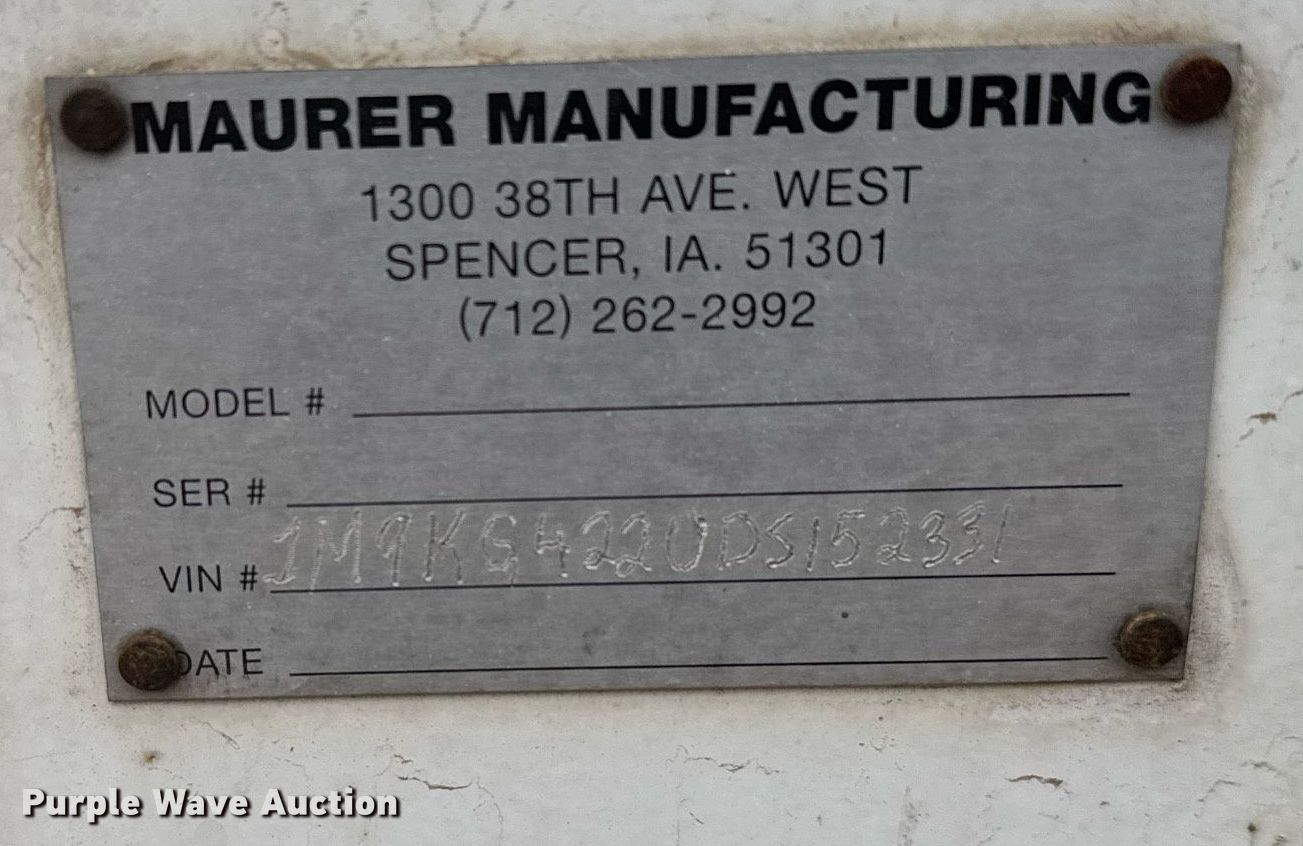 MAURER MANUFACTURING
1300 38TH AVE. WEST
SPENCER, IA. 51301
(712) 262-2992
MODEL #
SER #
VIN # 1M9KG422UDS152331
DATE
Purple Wave Auction